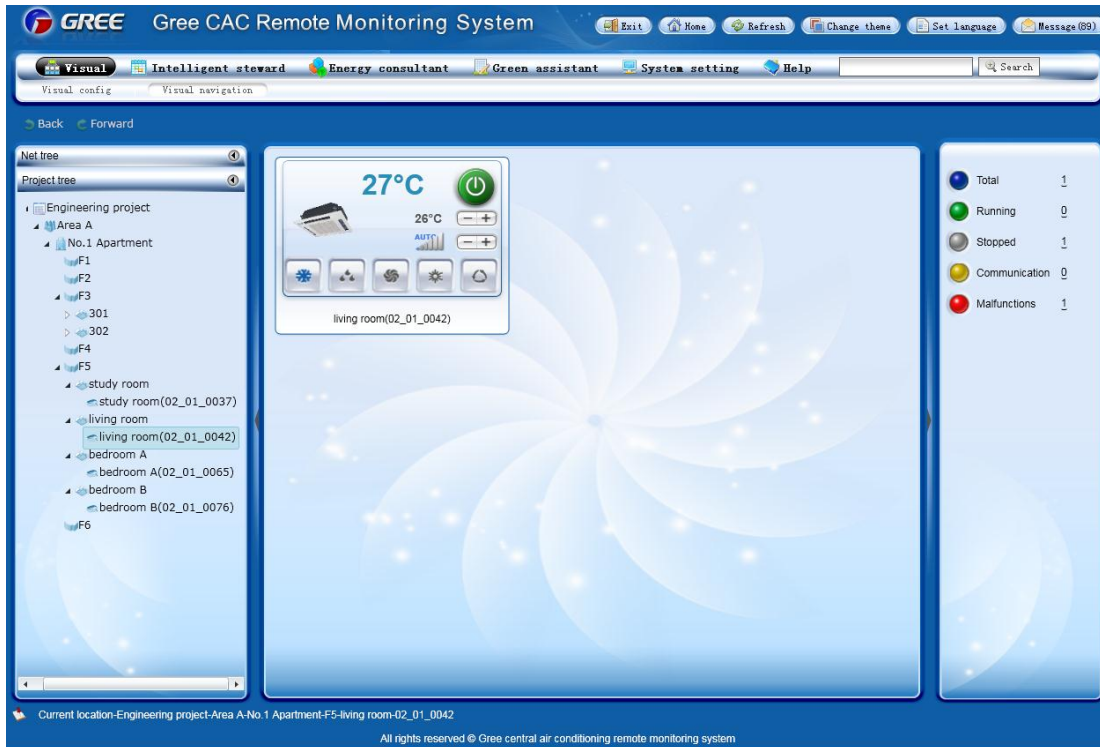 GREE Gree CAC Remote Monitoring System Exit Home Refresh Change theme Set language Message(89)
Visual Intelligent steward Energy consultant Green assistant System setting Help Search
Visual config Visual navigation
Back Forward
Net tree
Project tree
Engineering project
Area A
No.1 Apartment
F1
F2
F3
301
302
F4
F5
study room
study room(02_01_0037)
living room
living room(02_01_0042)
bedroom A
bedroom A(02_01_0065)
bedroom B
bedroom B(02_01_0076)
F6
27°C
26°C
AUTO
living room(02_01_0042)
Total 1
Running 0
Stopped 1
Communication 0
Malfunctions 1
Current location-Engineering project-Area A-No.1 Apartment-F5-living room-02_01_0042
All rights reserved © Gree central air conditioning remote monitoring system